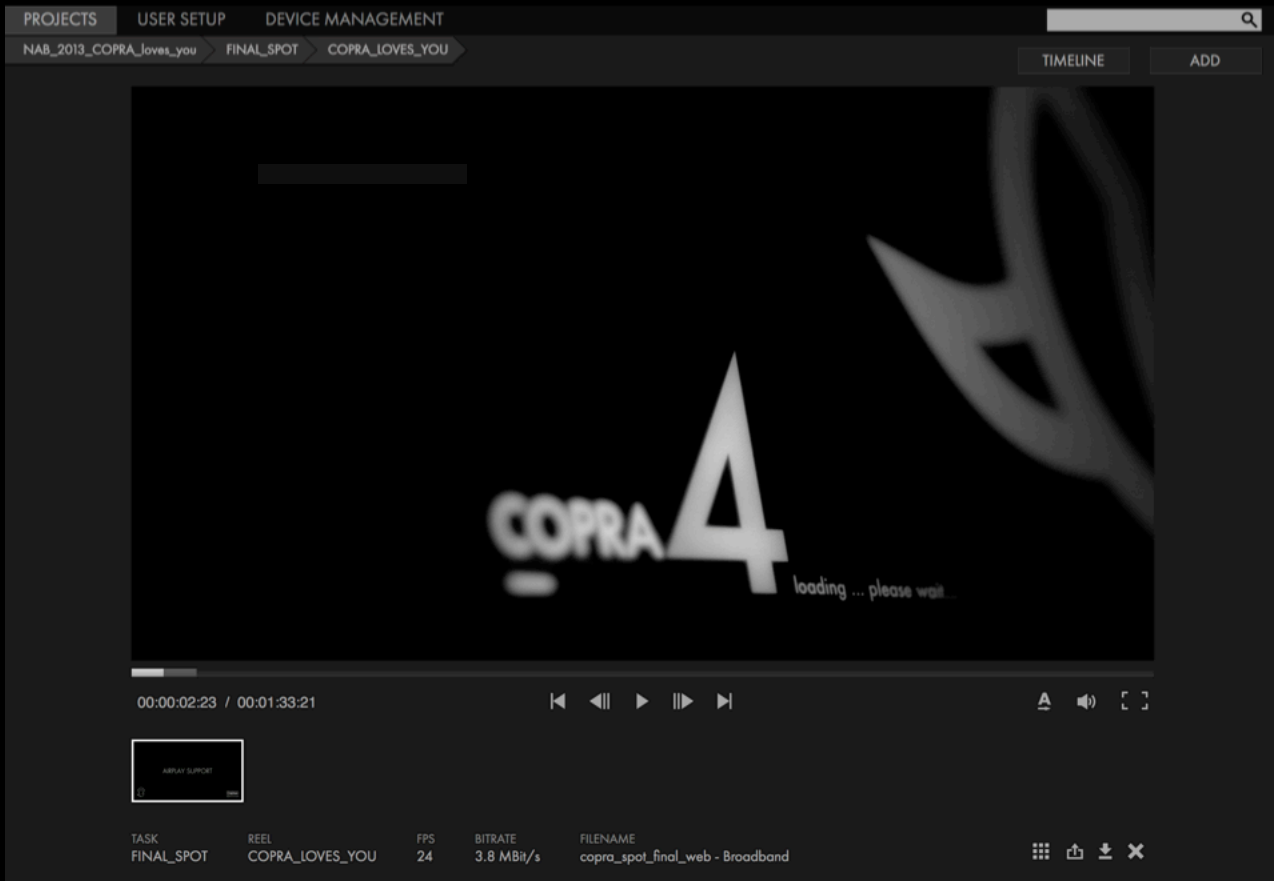 PROJECTS USER SETUP DEVICE MANAGEMENT
NAB_2013_COPRA_loves_you FINAL_SPOT COPRA_LOVES_YOU
TIMELINE ADD
COPRA 4
loading ... please wait...
00:00:02:23 / 00:01:33:21
A
AIRPLAY SUPPORT
TASK REEL FPS BITRATE FILENAME
FINAL_SPOT COPRA_LOVES_YOU 24 3.8 MBit/s copra_spot_final_web - Broadband